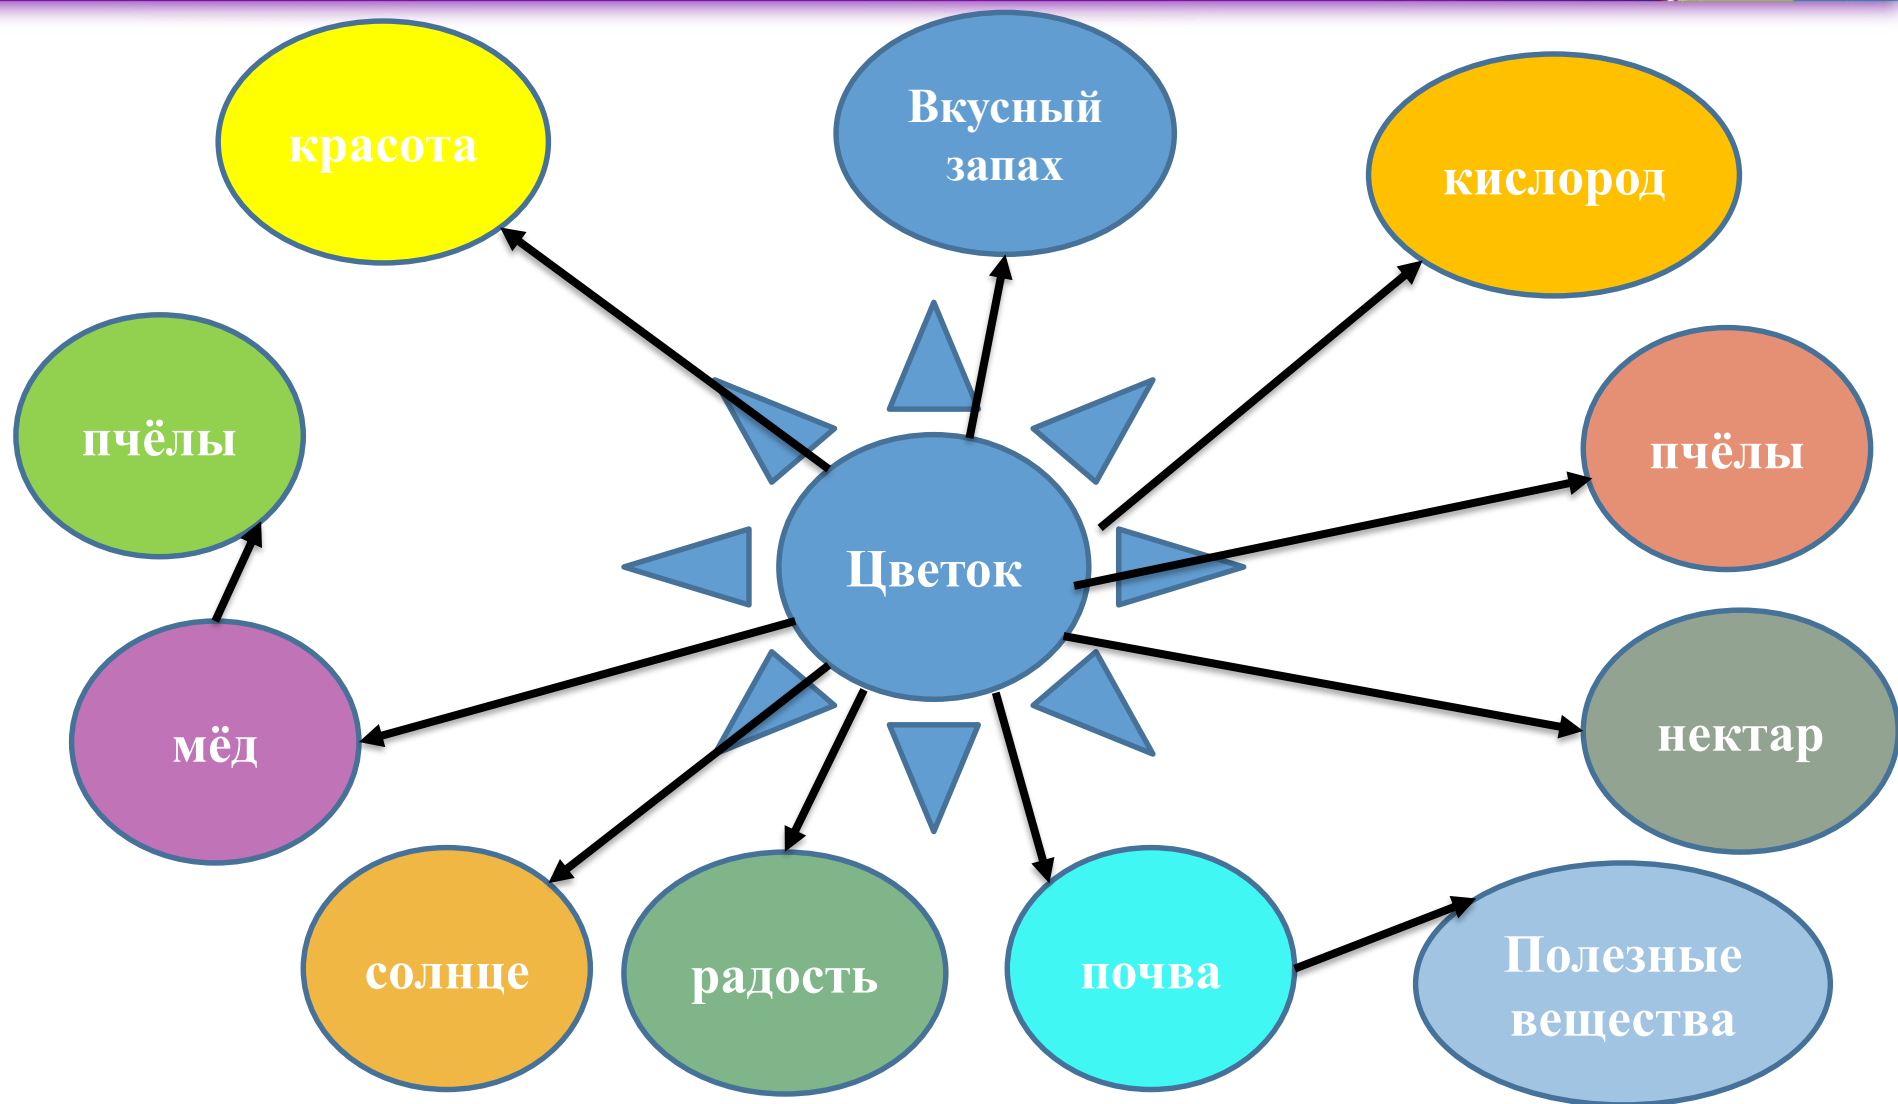 красота
Вкусный
запах
кислород
пчёлы
пчёлы
Цветок
мёд
нектар
солнце
радость
почва
Полезные
вещества